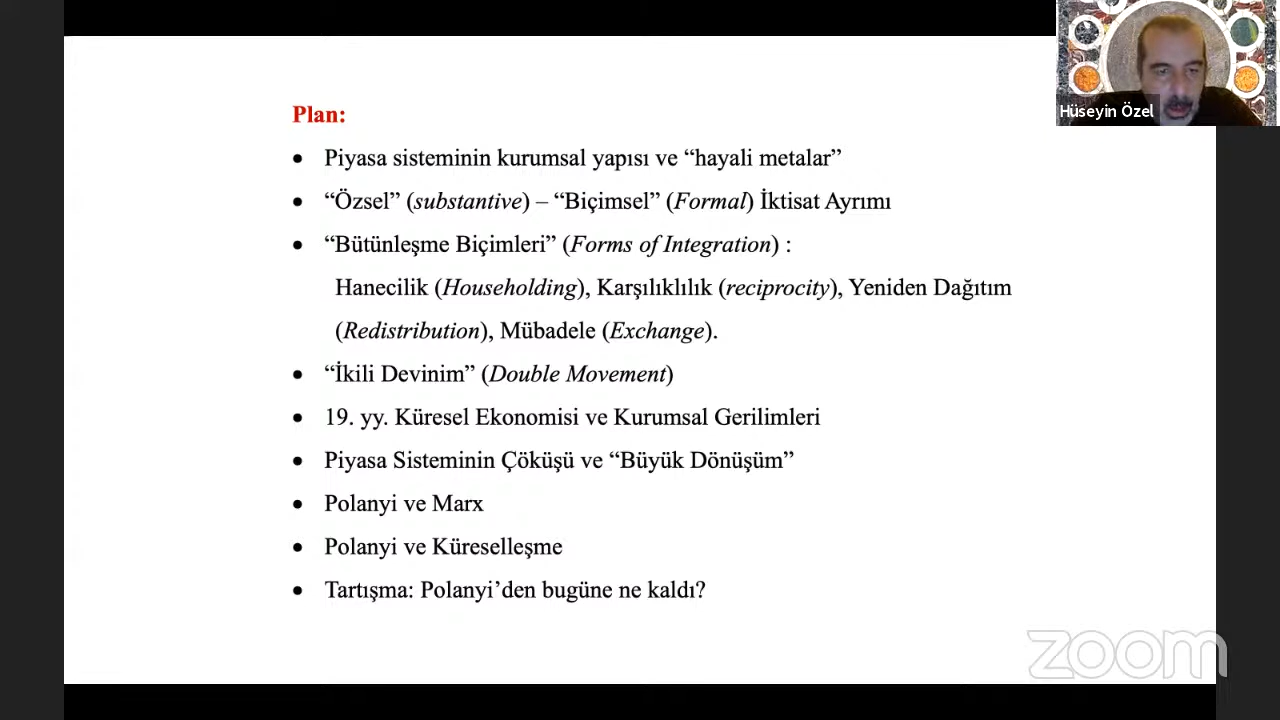 Hüseyin Özel
Plan:
• Piyasa sisteminin kurumsal yapısı ve “hayali metalar”
• “Özsel” (substantive) – “Biçimsel” (Formal) İktisat Ayrımı
• “Bütünleşme Biçimleri” (Forms of Integration) :
Hanecilik (Householding), Karşılıklılık (reciprocity), Yeniden Dağıtım
(Redistribution), Mübadele (Exchange).
• “İkili Devinim” (Double Movement)
• 19. yy. Küresel Ekonomisi ve Kurumsal Gerilimleri
• Piyasa Sisteminin Çöküşü ve “Büyük Dönüşüm”
• Polanyi ve Marx
• Polanyi ve Küreselleşme
• Tartışma: Polanyi’den bugüne ne kaldı?
zoom